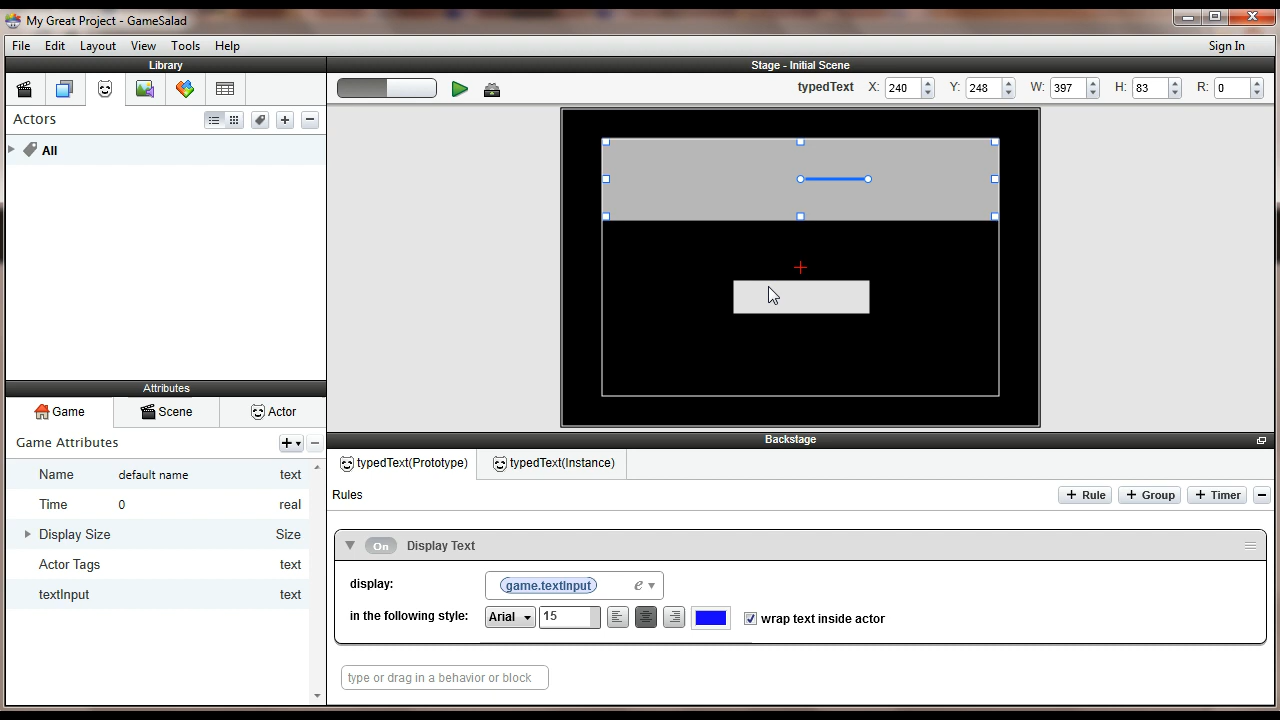 My Great Project - GameSalad
File Edit Layout View Tools Help Sign In
Library
Stage - Initial Scene
typedText X: 240 Y: 248 W: 397 H: 83 R: 0
Actors
All
Attributes
Game Scene Actor
Game Attributes
Name default name text
Time 0 real
Display Size Size
Actor Tags text
textInput text
Backstage
typedText(Prototype) typedText(Instance)
Rules + Rule + Group + Timer
On Display Text
display: game.textInput e
in the following style: Arial 15 wrap text inside actor
type or drag in a behavior or block